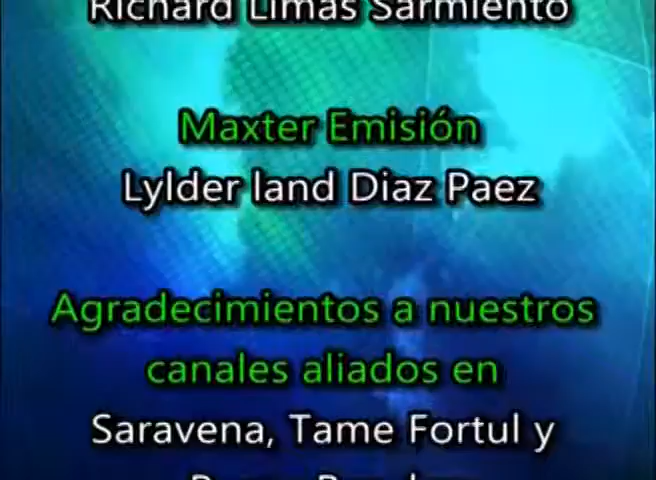 Richard Limas Sarmiento
Maxter Emisión
Lylder land Diaz Paez
Agradecimientos a nuestros
canales aliados en
Saravena, Tame Fortul y